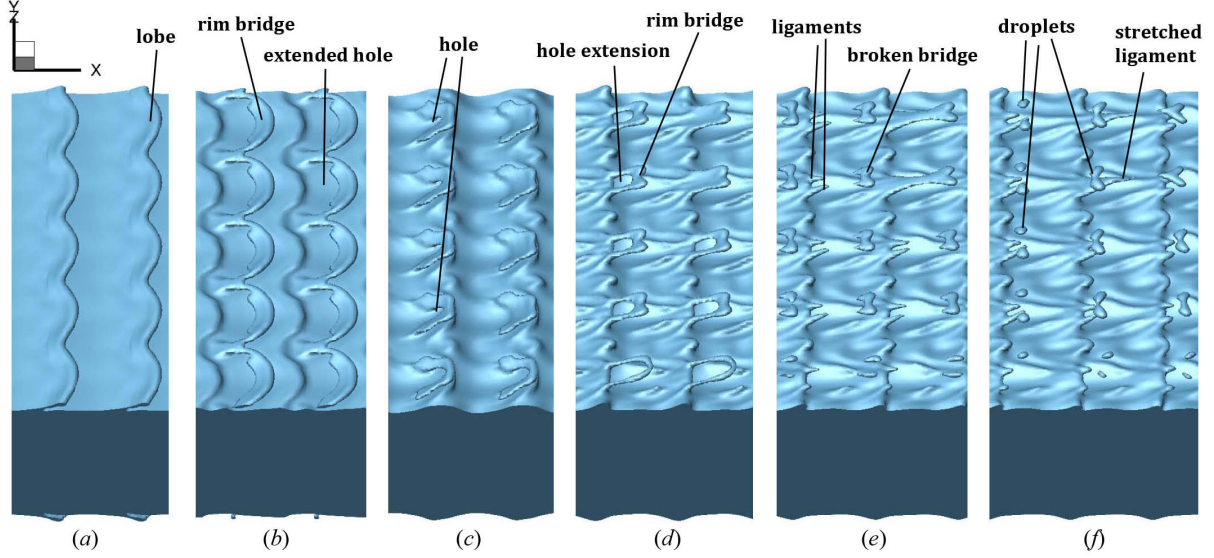 Y
Z
X
lobe
rim bridge
extended hole
hole
hole extension
rim bridge
ligaments
broken bridge
droplets
stretched
ligament
(a)
(b)
(c)
(d)
(e)
(f)